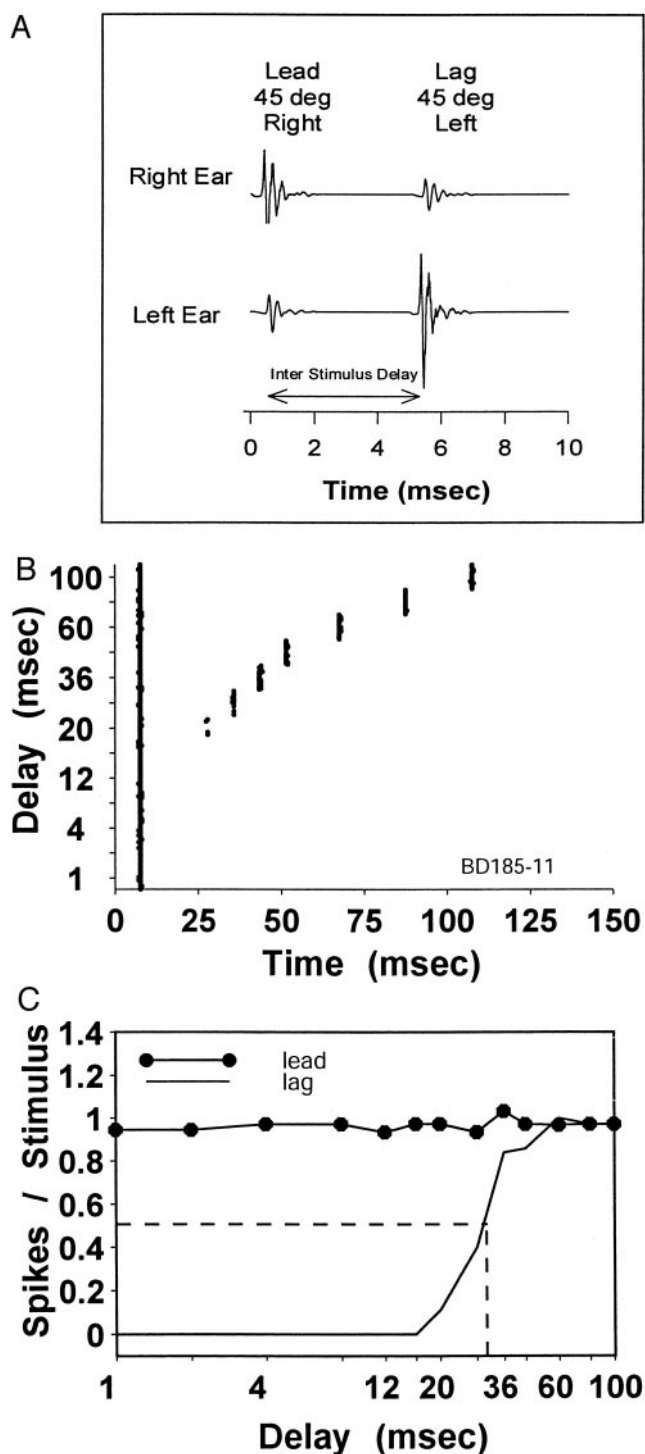 A
Lead
45 deg
Right
Lag
45 deg
Left
Right Ear
Left Ear
Inter Stimulus Delay
0 2 4 6 8 10
Time (msec)
B
Delay (msec)
100
60
36
20
12
4
1
BD185-11
0 25 50 75 100 125 150
Time (msec)
C
Spikes / Stimulus
1.4
1.2
1
0.8
0.6
0.4
0.2
0
lead
lag
1 4 12 20 36 60 100
Delay (msec)